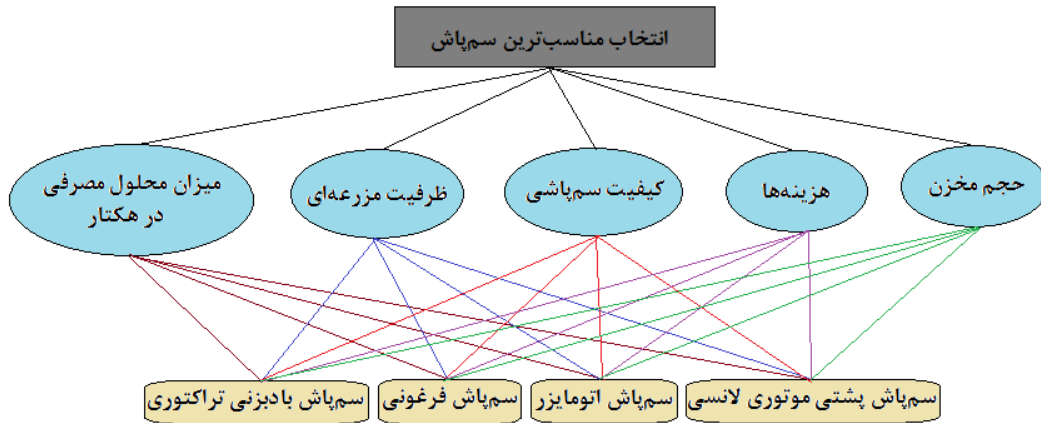 انتخاب مناسب‌ترین سم‌پاش
حجم مخزن
هزینه‌ها
کیفیت سم‌پاشی
ظرفیت مزرعه‌ای
میزان محلول مصرفی
در هکتار
سم‌پاش پشتی موتوری لانسی
سم‌پاش اتومایزر
سم‌پاش فرغونی
سم‌پاش بادبزنی تراکتوری